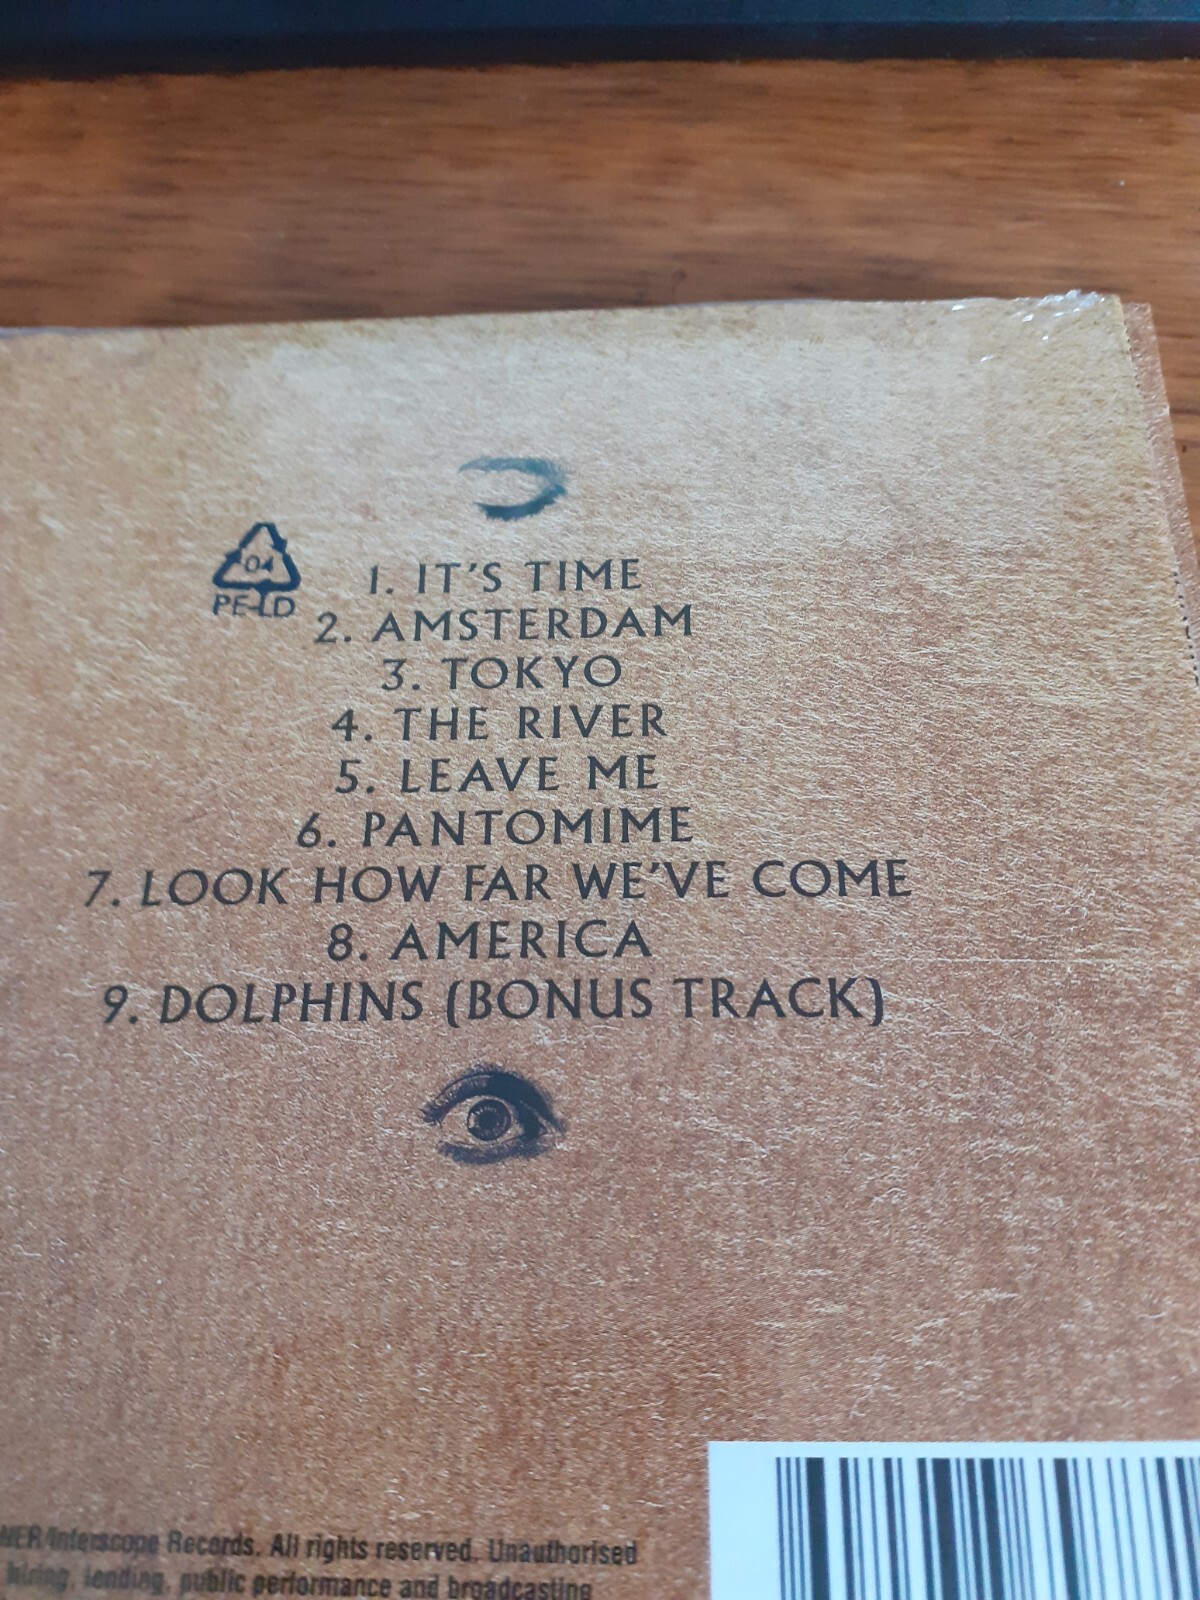 04
PE-LD
1. IT'S TIME
2. AMSTERDAM
3. TOKYO
4. THE RIVER
5. LEAVE ME
6. PANTOMIME
7. LOOK HOW FAR WE'VE COME
8. AMERICA
9. DOLPHINS (BONUS TRACK)
NER/Interscope Records. All rights reserved. Unauthorised
hiring, lending, public performance and broadcasting